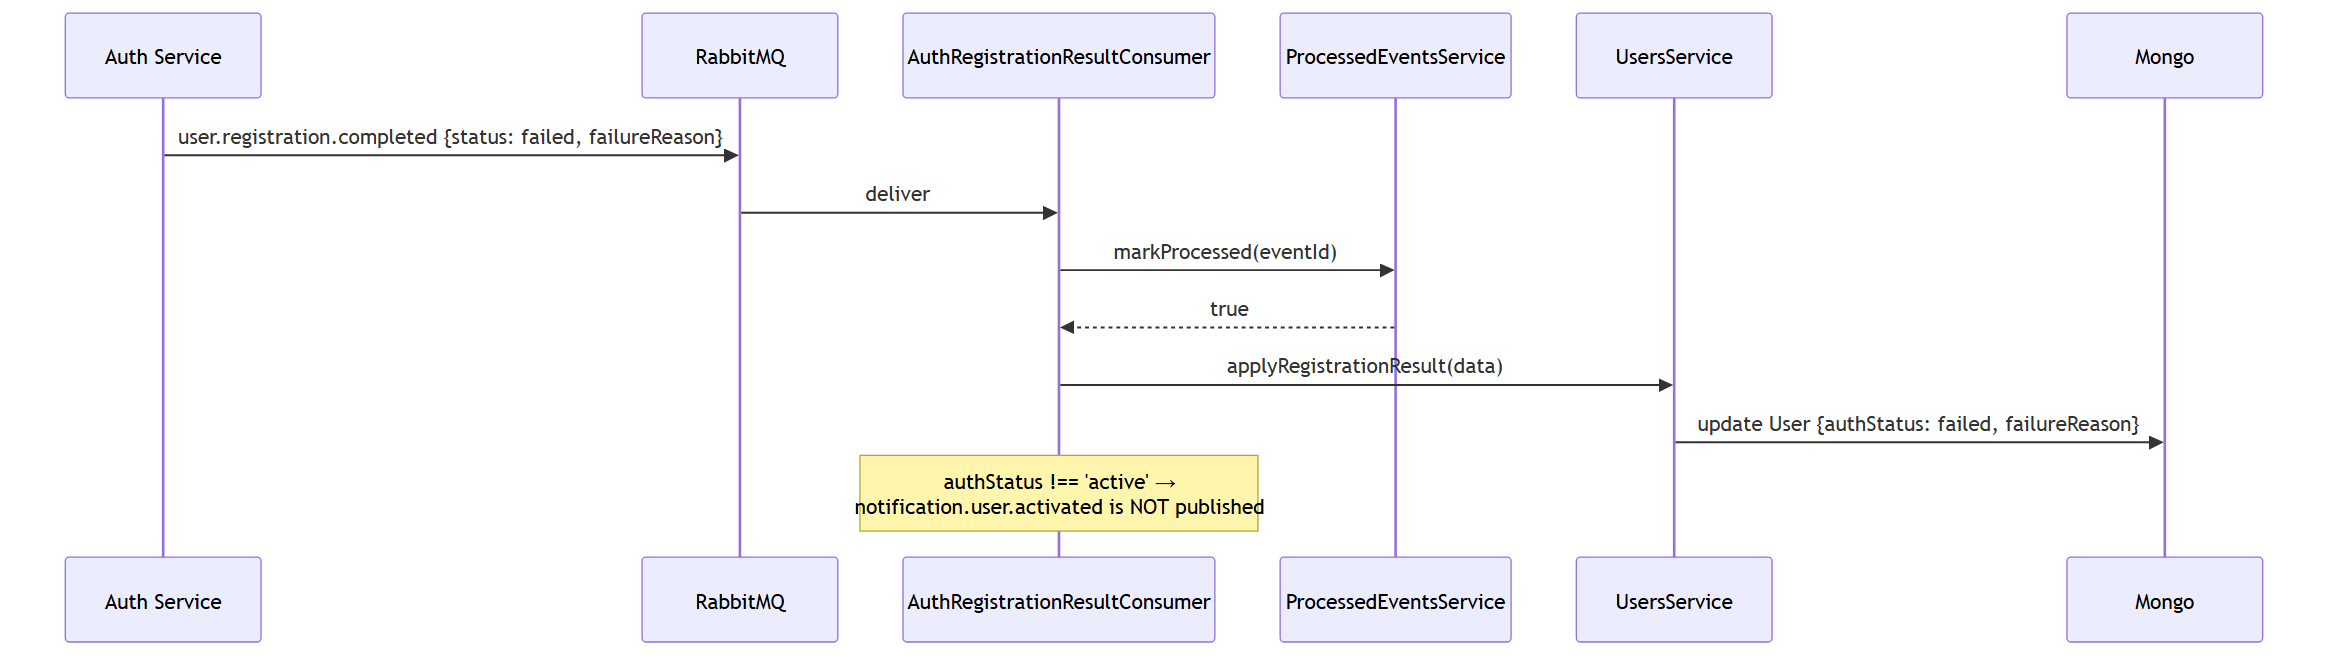 Auth Service
RabbitMQ
AuthRegistrationResultConsumer
ProcessedEventsService
UsersService
Mongo
user.registration.completed {status: failed, failureReason}
deliver
markProcessed(eventId)
true
applyRegistrationResult(data)
update User {authStatus: failed, failureReason}
authStatus !== 'active' →
notification.user.activated is NOT published
Auth Service
RabbitMQ
AuthRegistrationResultConsumer
ProcessedEventsService
UsersService
Mongo